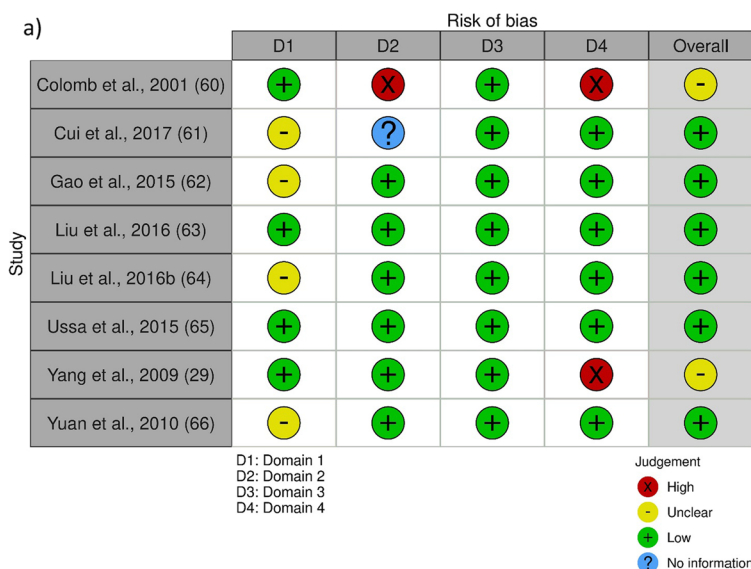 a)
Risk of bias
D1 D2 D3 D4 Overall
Study
Colomb et al., 2001 (60) + X + X -
Cui et al., 2017 (61) - ? + + +
Gao et al., 2015 (62) - + + + +
Liu et al., 2016 (63) + + + + +
Liu et al., 2016b (64) - + + + +
Ussa et al., 2015 (65) + + + + +
Yang et al., 2009 (29) + + + X -
Yuan et al., 2010 (66) - + + + +
D1: Domain 1
D2: Domain 2
D3: Domain 3
D4: Domain 4
Judgement
X High
- Unclear
+ Low
? No information